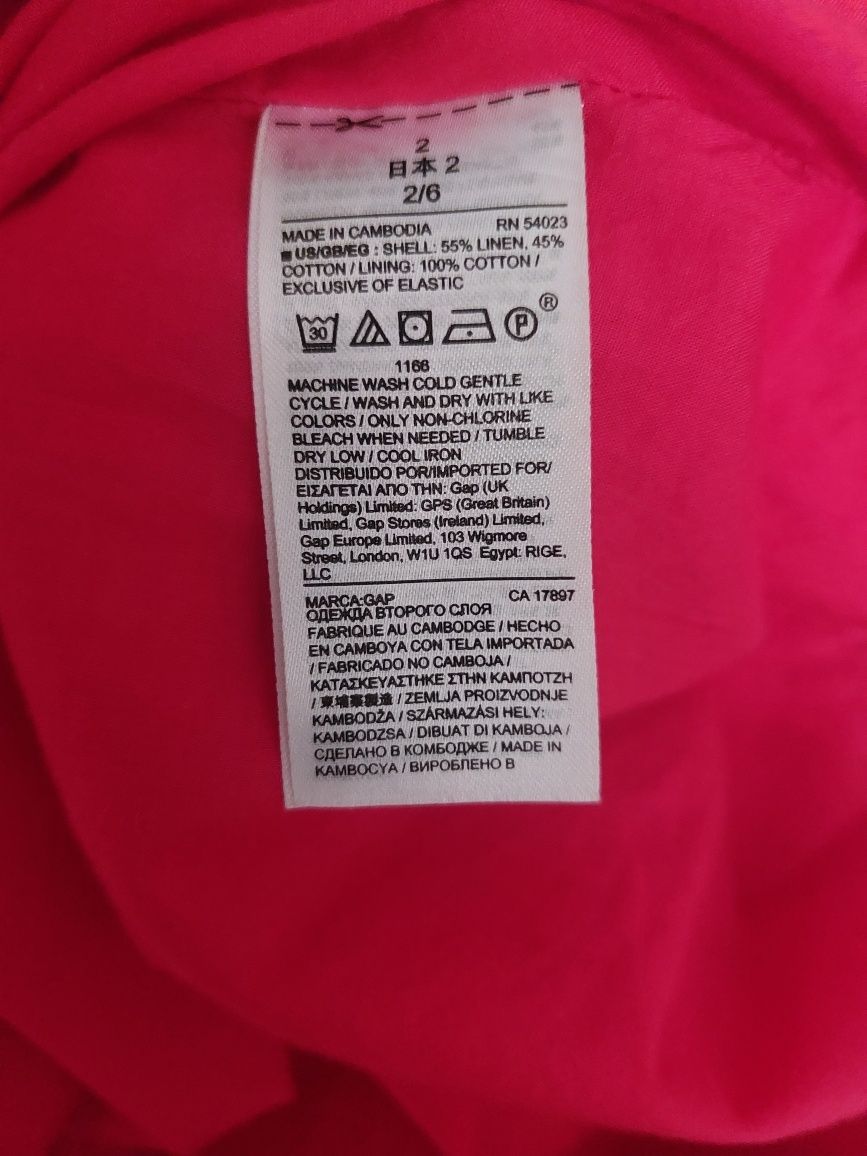 2
日本 2
2/6
MADE IN CAMBODIA RN 54023
■ US/GB/EG : SHELL: 55% LINEN, 45%
COTTON / LINING: 100% COTTON /
EXCLUSIVE OF ELASTIC
30 P ®
1166
MACHINE WASH COLD GENTLE
CYCLE / WASH AND DRY WITH LIKE
COLORS / ONLY NON-CHLORINE
BLEACH WHEN NEEDED / TUMBLE
DRY LOW / COOL IRON
DISTRIBUIDO POR/IMPORTED FOR/
ΕΙΣΑΓΕΤΑΙ ΑΠΟ ΤΗΝ: Gap (UK
Holdings) Limited: GPS (Great Britain)
Limited, Gap Stores (Ireland) Limited,
Gap Europe Limited, 103 Wigmore
Street, London, W1U 1QS Egypt: RIGE,
LLC
MARCA:GAP CA 17897
ОДЕЖДА ВТОРОГО СЛОЯ
FABRIQUE AU CAMBODGE / HECHO
EN CAMBOYA CON TELA IMPORTADA
/ FABRICADO NO CAMBOJA /
ΚΑΤΑΣΚΕΥΑΣΤΗΚΕ ΣΤΗΝ ΚΑΜΠΟΤΖΗ
/ 柬埔寨製造 / ZEMLJA PROIZVODNJE
KAMBODŽA / SZÁRMAZÁSI HELY:
KAMBODZSA / DIBUAT DI KAMBOJA /
СДЕЛАНО В КОМБОДЖЕ / MADE IN
KAMBOCYA / ВИРОБЛЕНО В